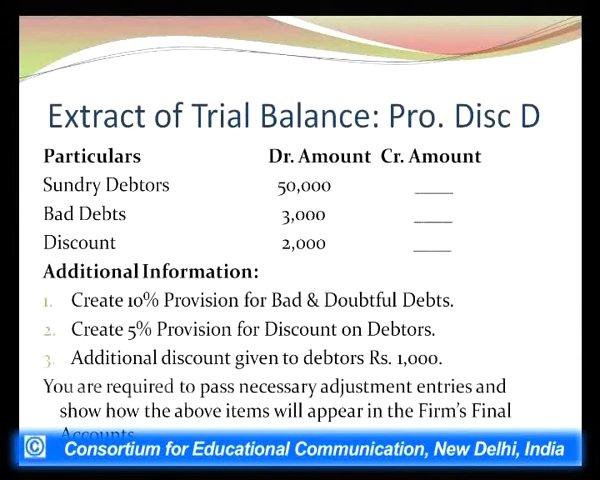 Extract of Trial Balance: Pro. Disc D
Particulars Dr. Amount Cr. Amount
Sundry Debtors 50,000 ____
Bad Debts 3,000 ____
Discount 2,000 ____
Additional Information:
1. Create 10% Provision for Bad & Doubtful Debts.
2. Create 5% Provision for Discount on Debtors.
3. Additional discount given to debtors Rs. 1,000.
You are required to pass necessary adjustment entries and
show how the above items will appear in the Firm's Final
Accounts.
© Consortium for Educational Communication, New Delhi, India